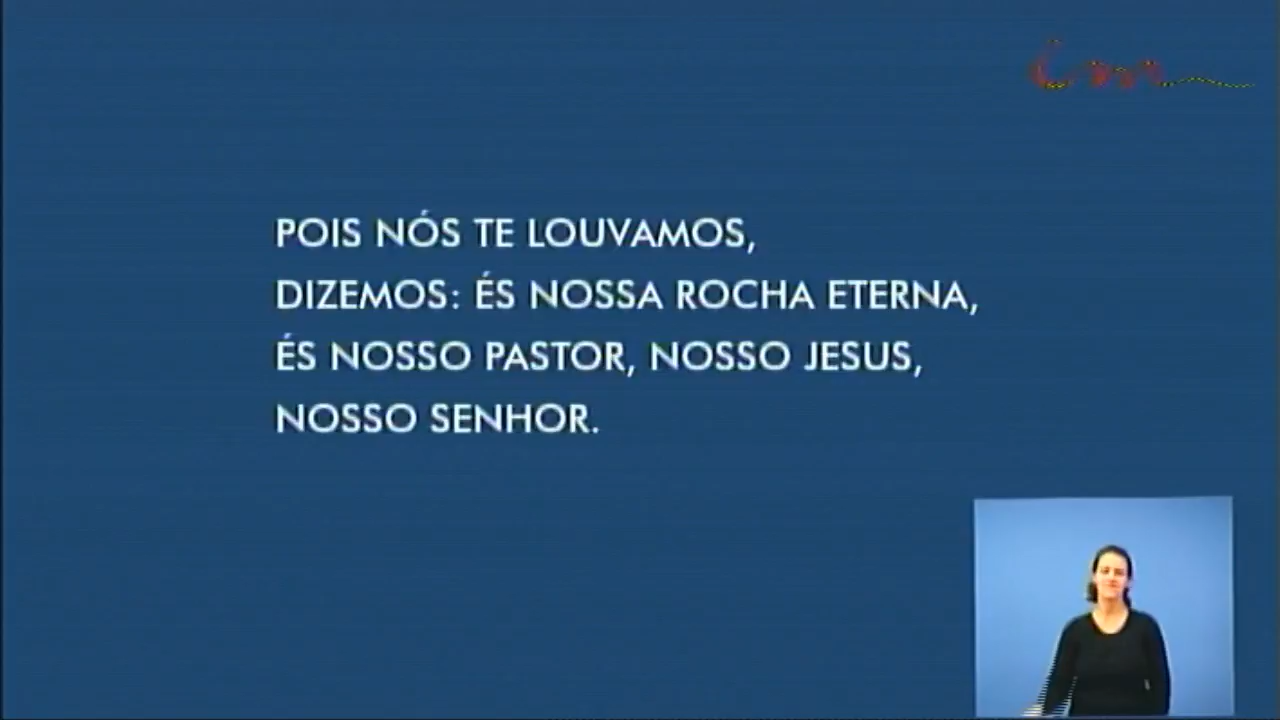 POIS NÓS TE LOUVAMOS,
DIZEMOS: ÉS NOSSA ROCHA ETERNA,
ÉS NOSSO PASTOR, NOSSO JESUS,
NOSSO SENHOR.